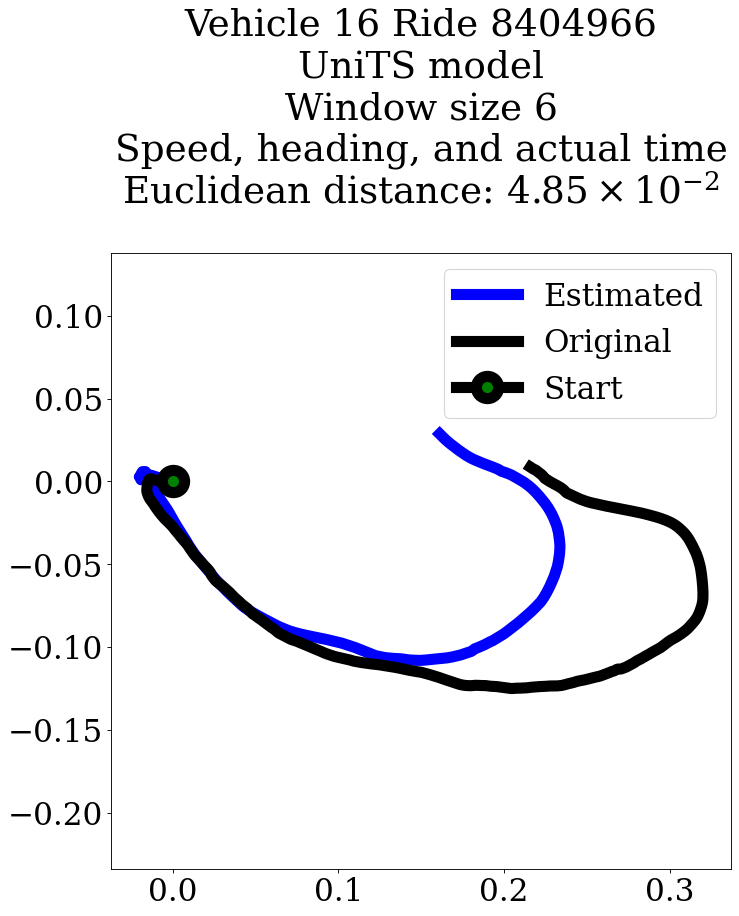 Vehicle 16 Ride 8404966
UniTS model
Window size 6
Speed, heading, and actual time
Euclidean distance: 4.85 × 10⁻²
Estimated
Original
Start
0.10
0.05
0.00
−0.05
−0.10
−0.15
−0.20
0.0 0.1 0.2 0.3